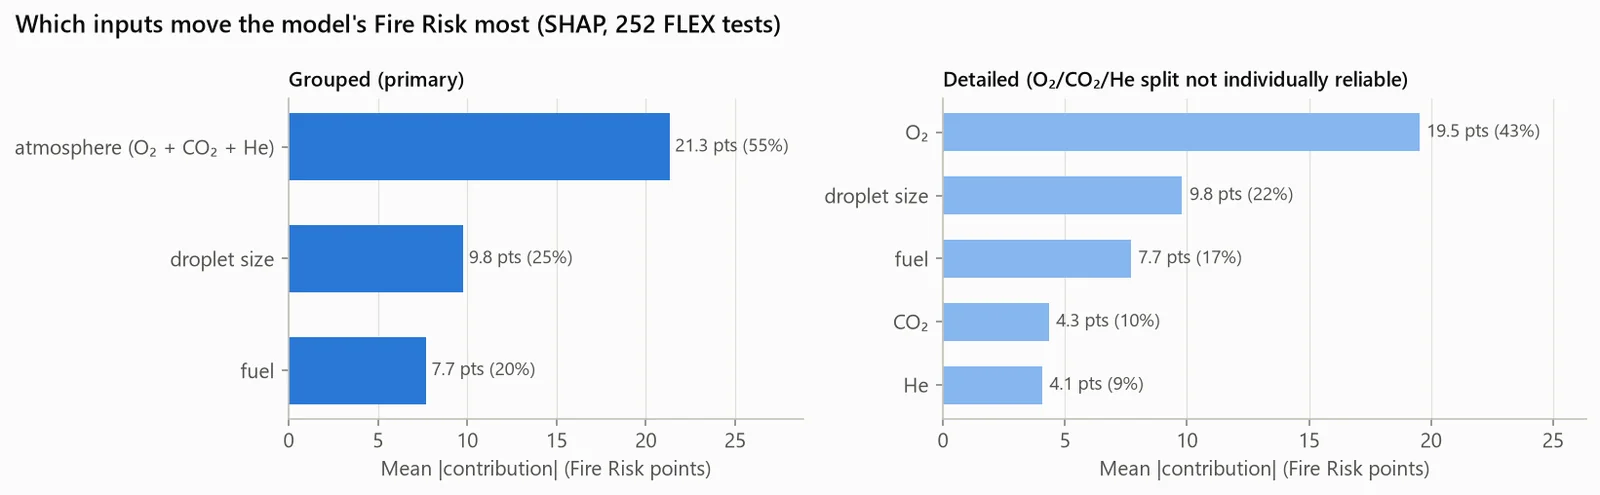 Which inputs move the model's Fire Risk most (SHAP, 252 FLEX tests)
Grouped (primary)
atmosphere (O₂ + CO₂ + He)
21.3 pts (55%)
droplet size
9.8 pts (25%)
fuel
7.7 pts (20%)
0 5 10 15 20 25
Mean |contribution| (Fire Risk points)
Detailed (O₂/CO₂/He split not individually reliable)
O₂
19.5 pts (43%)
droplet size
9.8 pts (22%)
fuel
7.7 pts (17%)
CO₂
4.3 pts (10%)
He
4.1 pts (9%)
0 5 10 15 20 25
Mean |contribution| (Fire Risk points)